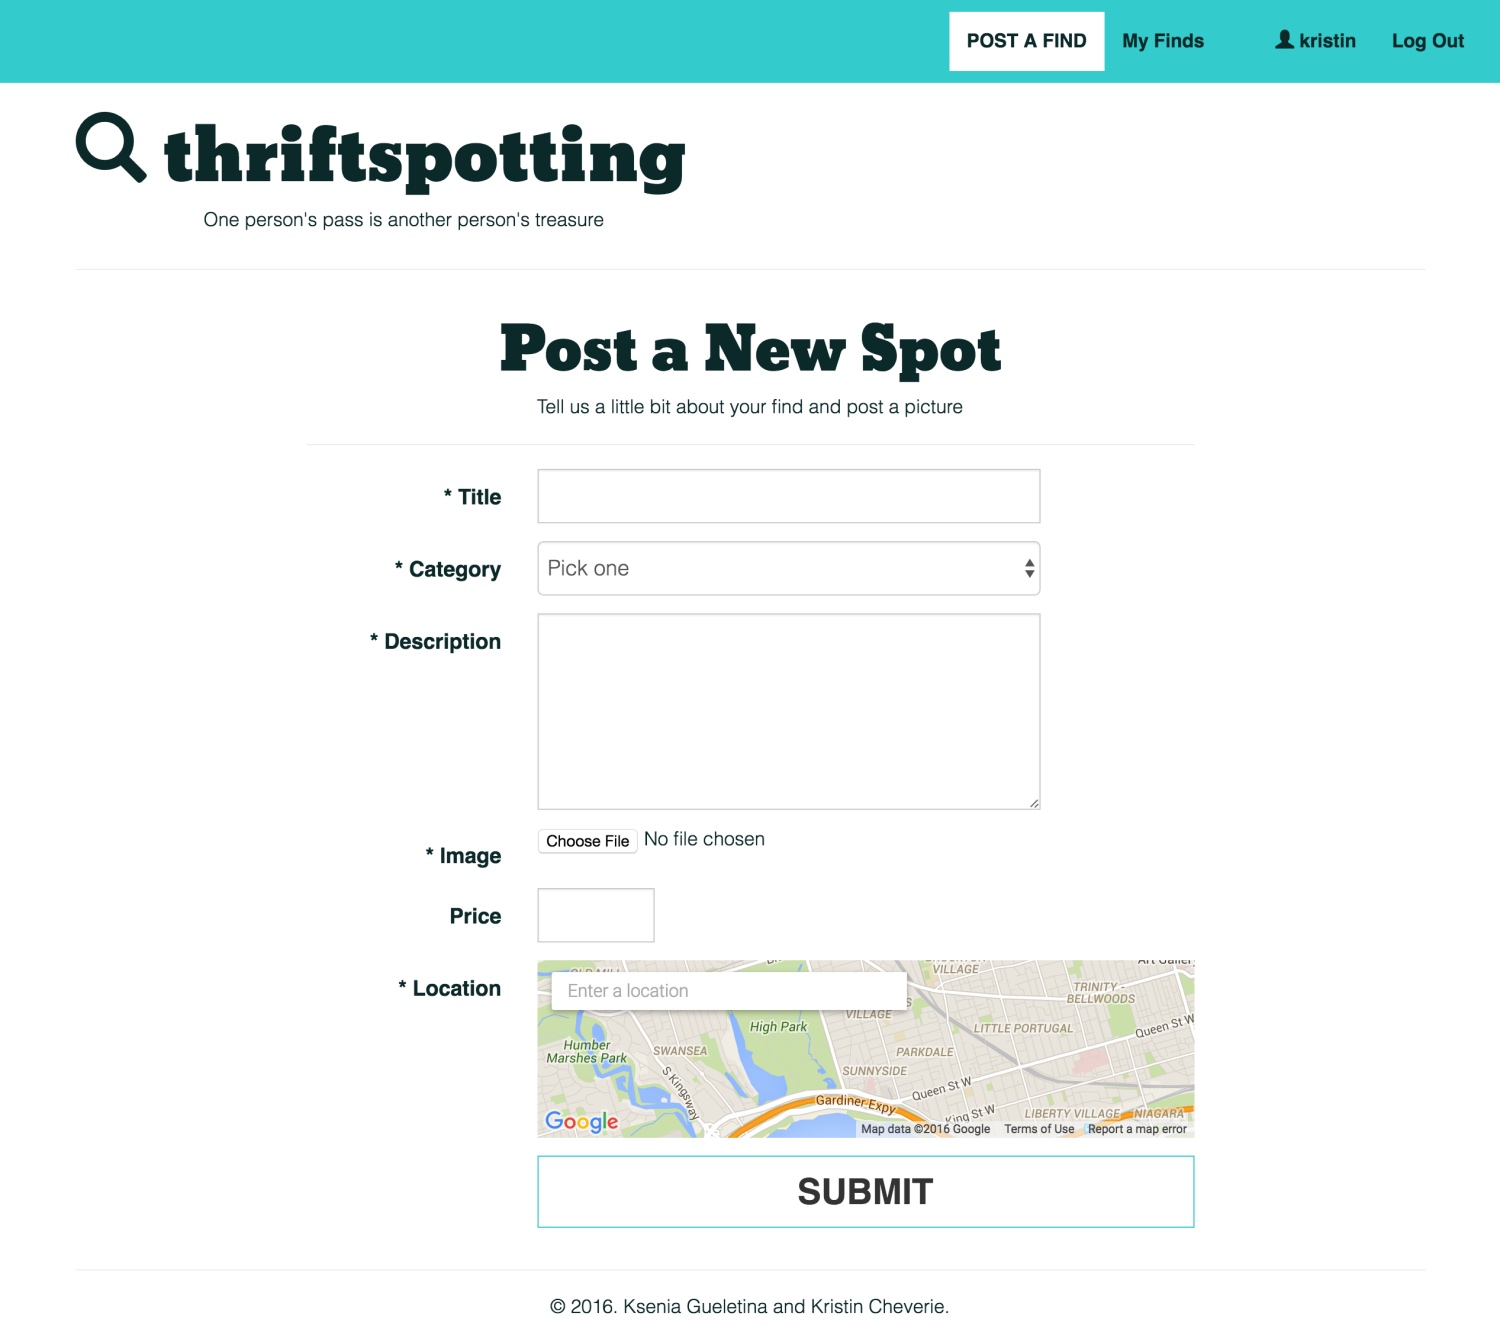 POST A FIND My Finds kristin Log Out
thriftspotting
One person's pass is another person's treasure
Post a New Spot
Tell us a little bit about your find and post a picture
* Title
* Category Pick one
* Description
* Image Choose File No file chosen
Price
* Location Enter a location
VILLAGE
TRINITY -
BELLWOODS
VILLAGE
High Park
LITTLE PORTUGAL
Queen St W
Humber
Marshes Park
SWANSEA
PARKDALE
SUNNYSIDE
S Kingsway
Queen St W
Gardiner Expy
King St W
LIBERTY VILLAGE
NIAGARA
Google
Map data ©2016 Google Terms of Use Report a map error
SUBMIT
© 2016. Ksenia Gueletina and Kristin Cheverie.